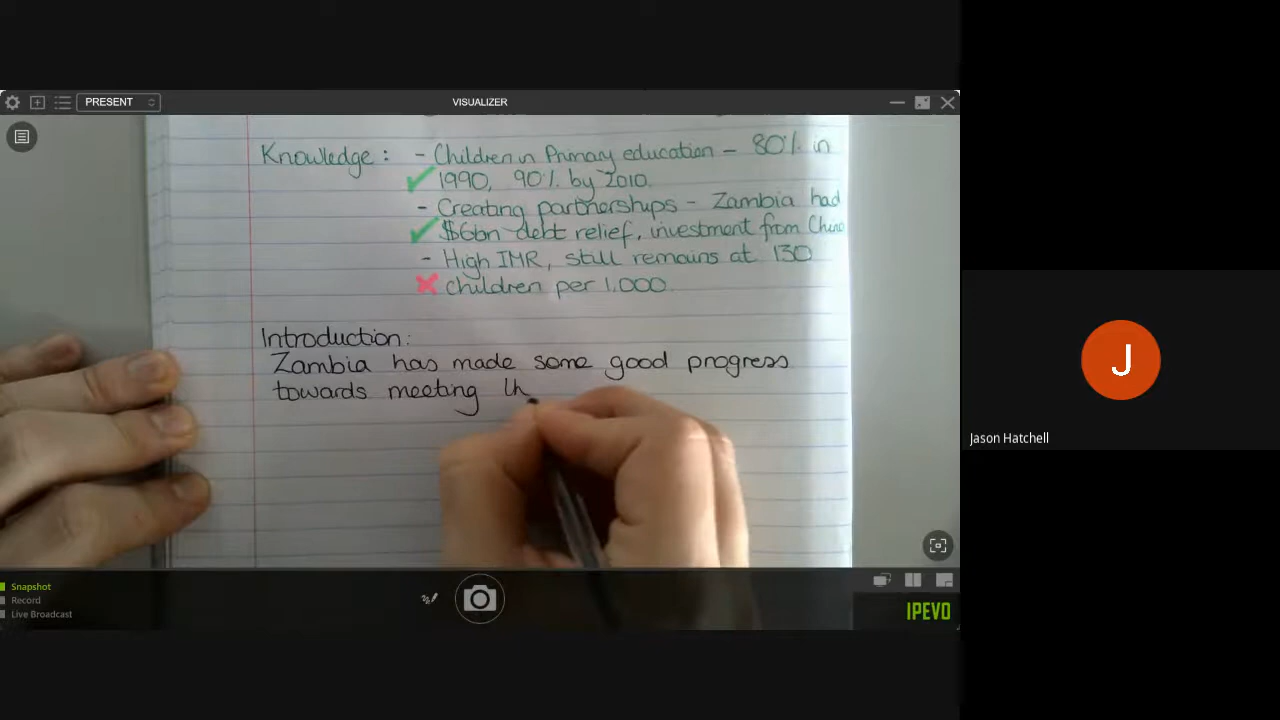 PRESENT
VISUALIZER
Knowledge : - Children in Primary education - 80% in
1990, 90% by 2010.
- Creating partnerships - Zambia had
$6bn debt relief, investment from China
- High IMR, still remains at 130
children per 1,000.
Introduction:
Zambia has made some good progress
towards meeting th
J
Jason Hatchell
Snapshot
Record
Live Broadcast
IPEVO